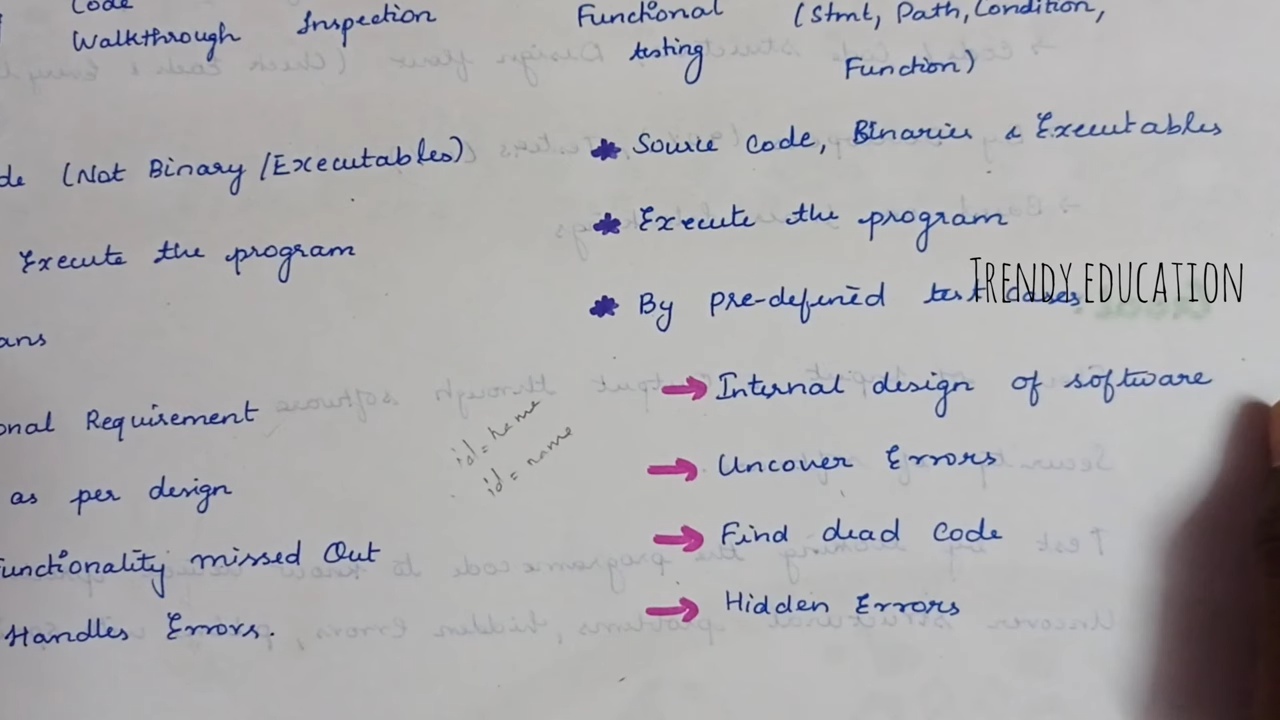 Code
Walkthrough Inspection
Functional
testing
(Stmt, Path, Condition,
Function)
de (Not Binary / Executables)
Execute the program
ans
onal Requirement
as per design
unctionality missed Out
Handles Errors.
id = name
id = name
Source Code, Binaries & Executables
Execute the program
By pre-defined test cases
TRENDY EDUCATION
Internal design of software
Uncover Errors
Find dead Code
Hidden Errors